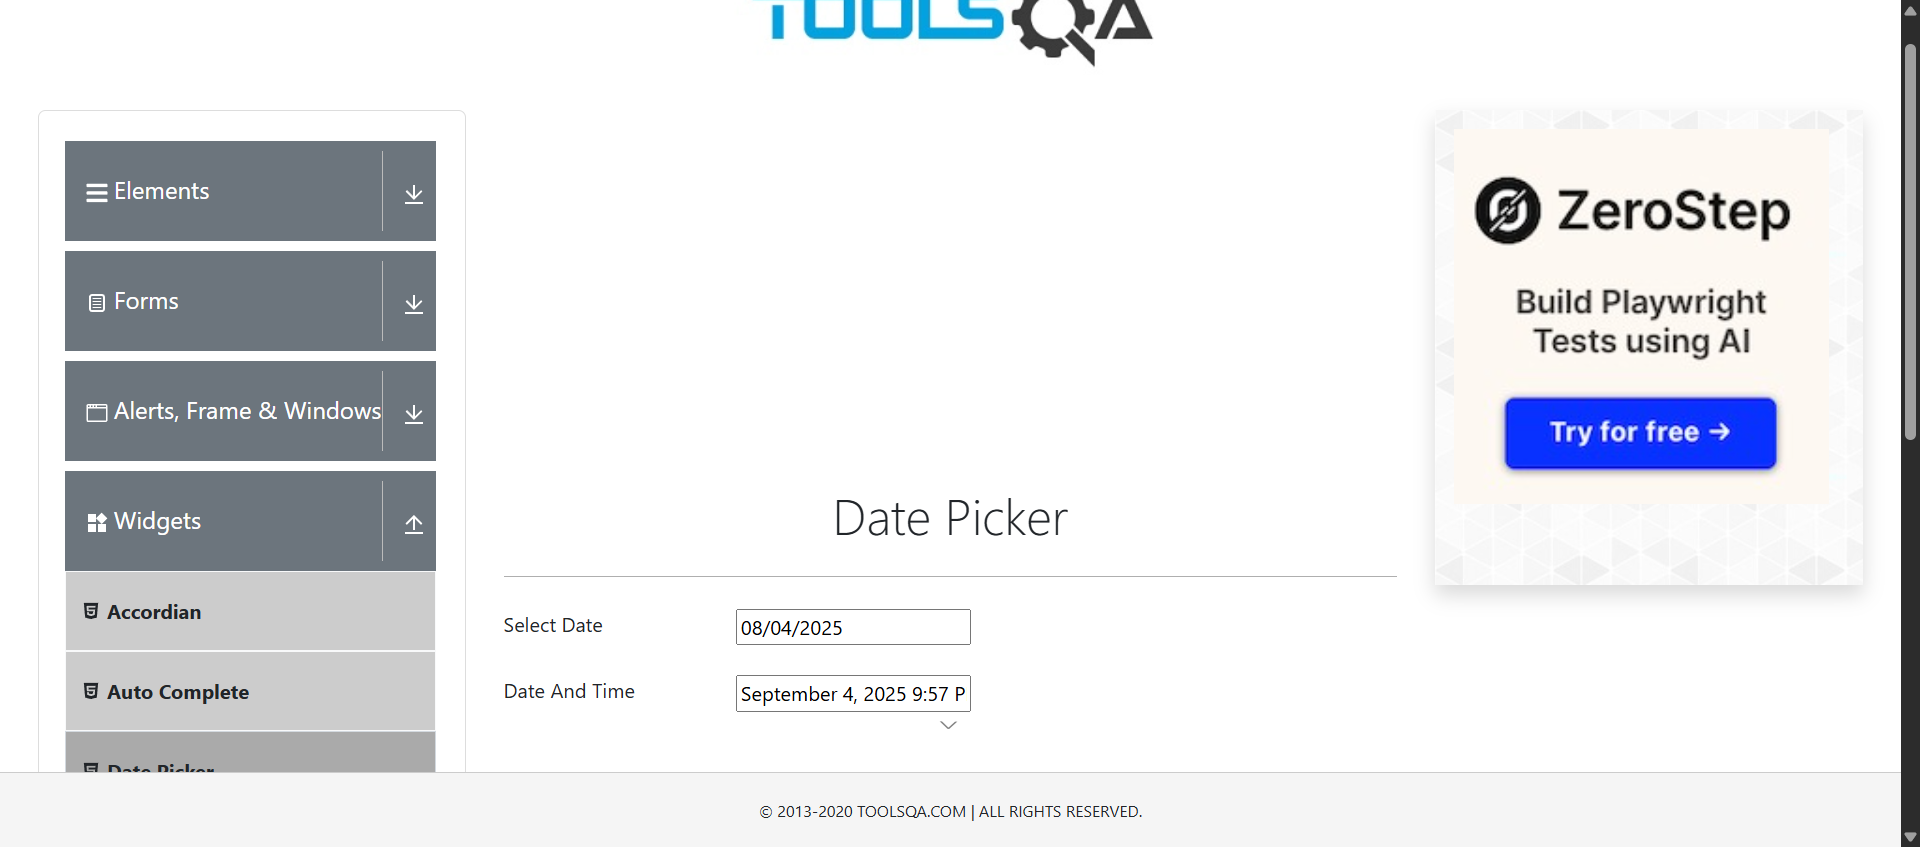 TOOLSQA
Elements
Forms
Alerts, Frame & Windows
Widgets
Accordian
Auto Complete
Date Picker
Date Picker
Select Date
08/04/2025
Date And Time
September 4, 2025 9:57 P
ZeroStep
Build Playwright
Tests using AI
Try for free →
© 2013-2020 TOOLSQA.COM | ALL RIGHTS RESERVED.